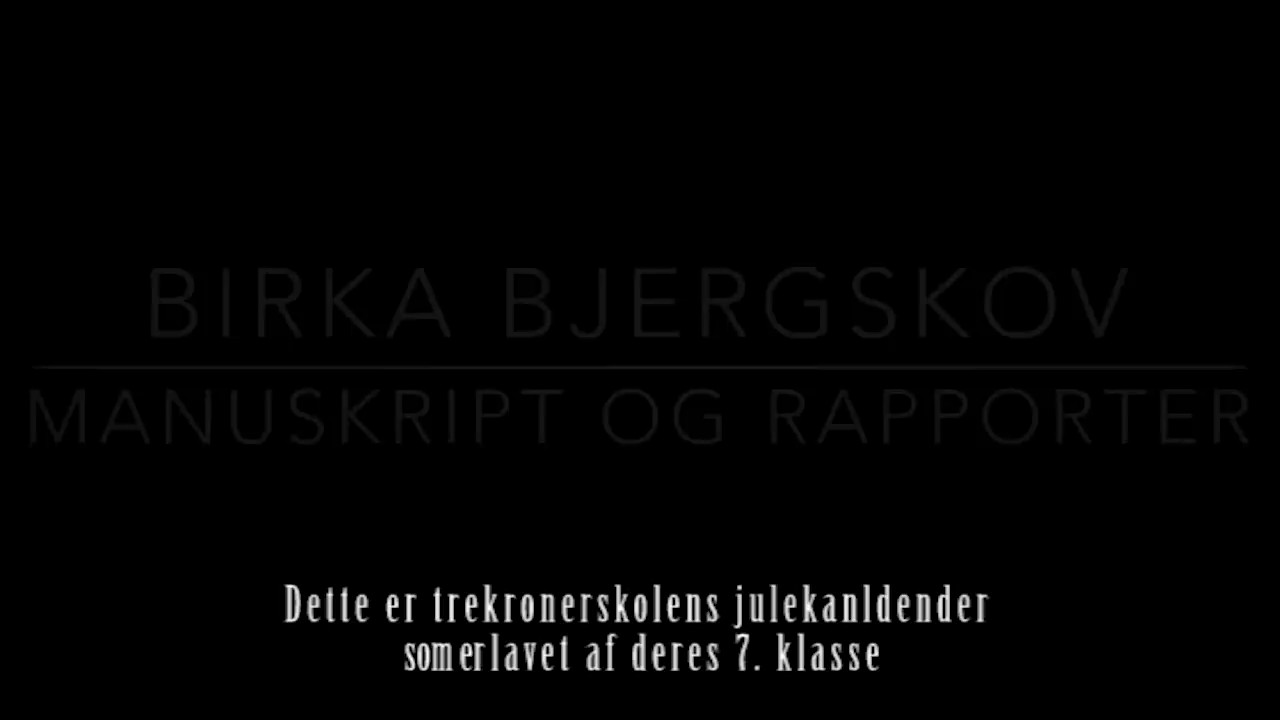 BIRKA BJERGSKOV
MANUSKRIPT OG RAPPORTER
Dette er trekronerskolens julekanldender
somerlavet af deres 7. klasse